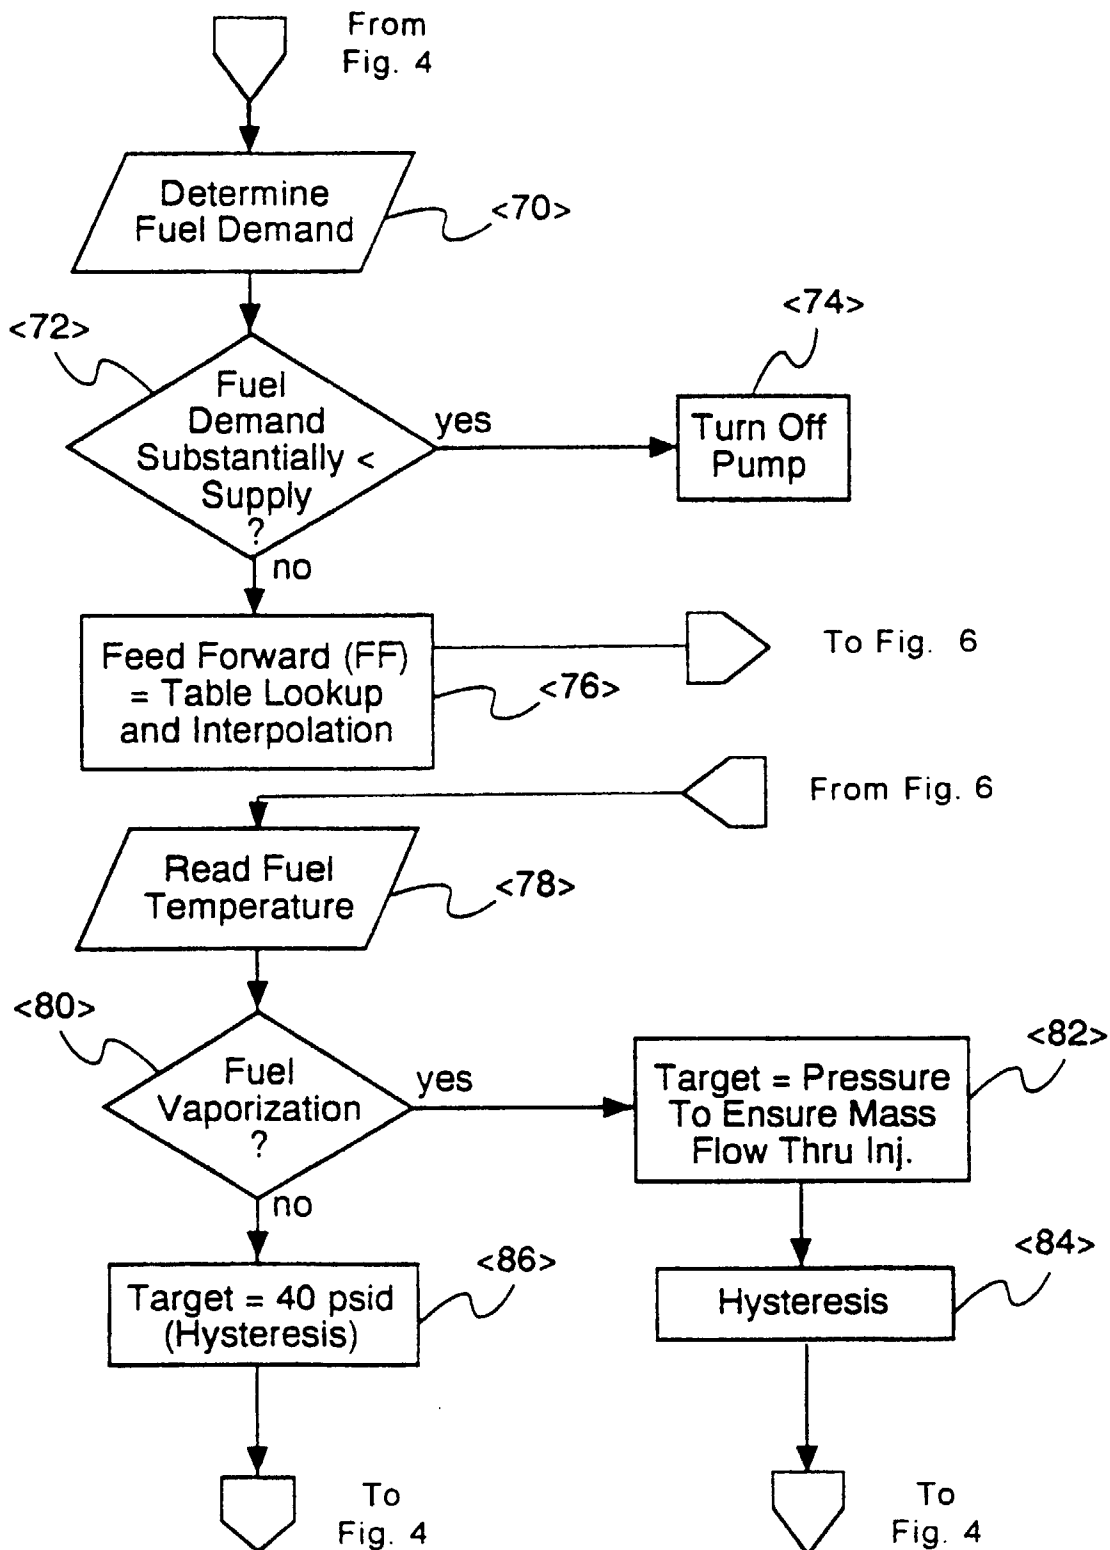 From
Fig. 4
Determine
Fuel Demand
<70>
<72>
Fuel
Demand
Substantially <
Supply
?
yes
<74>
Turn Off
Pump
no
Feed Forward (FF)
= Table Lookup
and Interpolation
<76>
To Fig. 6
From Fig. 6
Read Fuel
Temperature
<78>
<80>
Fuel
Vaporization
?
yes
<82>
Target = Pressure
To Ensure Mass
Flow Thru Inj.
no
<86>
Target = 40 psid
(Hysteresis)
<84>
Hysteresis
To
Fig. 4
To
Fig. 4